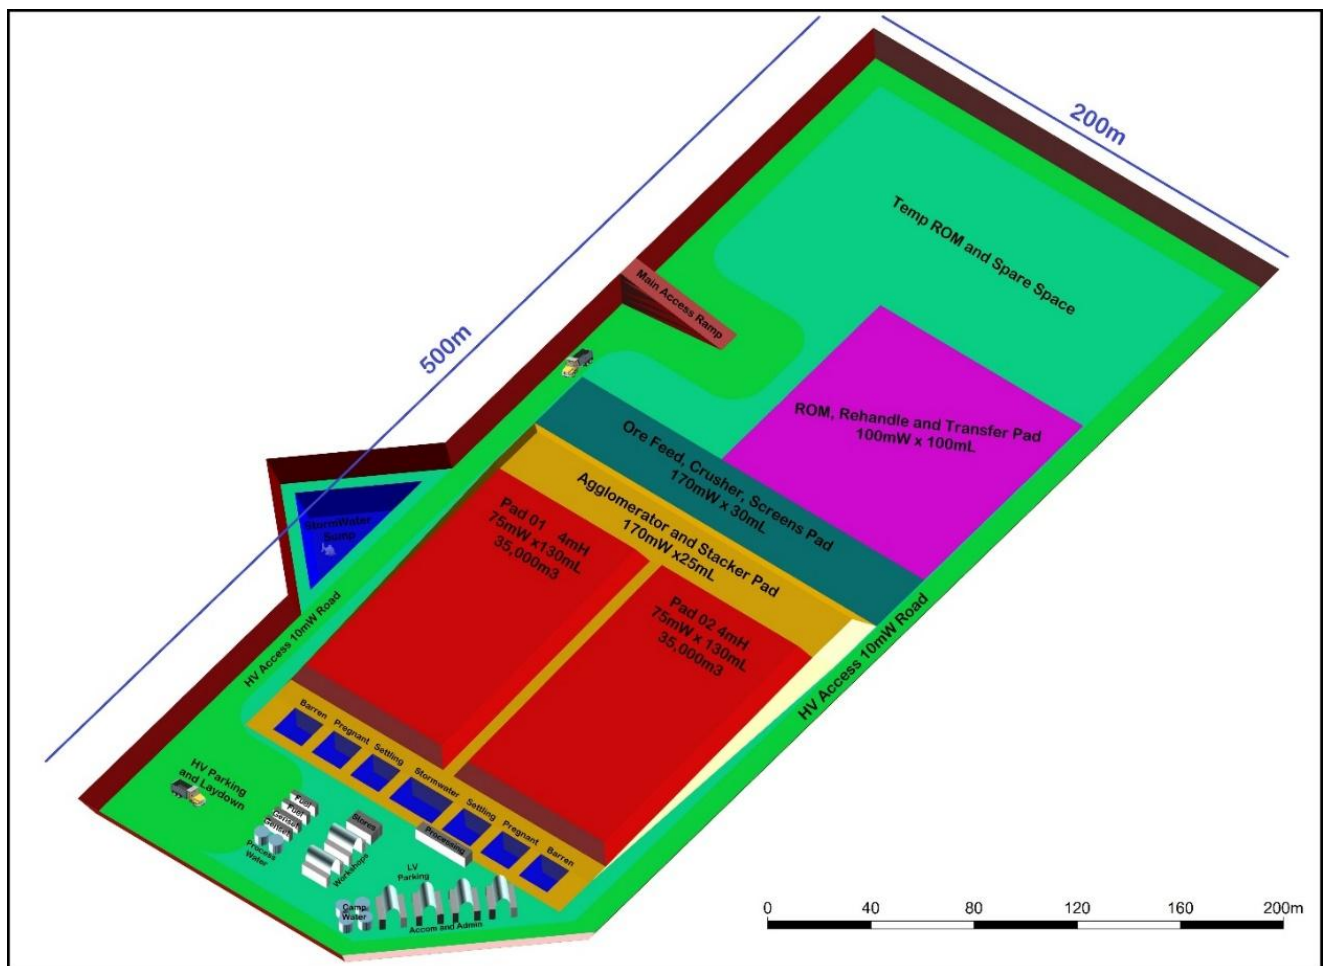 200m
500m
Temp ROM and Spare Space
Main Access Ramp
ROM, Rehandle and Transfer Pad
100mW x 100mL
Ore Feed, Crusher, Screens Pad
170mW x 30mL
Agglomerator and Stacker Pad
170mW x25mL
Pad 01 4mH
75mW x130mL
35,000m3
Pad 02 4mH
75mW x 130mL
35,000m3
StormWater
Sump
HV Access 10mW Road
HV Access 10mW Road
Barren
Pregnant
Settling
Stormwater
Settling
Pregnant
Barren
HV Parking
and Laydown
Fuel
Fuel
Genset
Genset
Process
Water
Stores
Workshops
Processing
LV
Parking
Camp
Water
Accom and Admin
0 40 80 120 160 200m